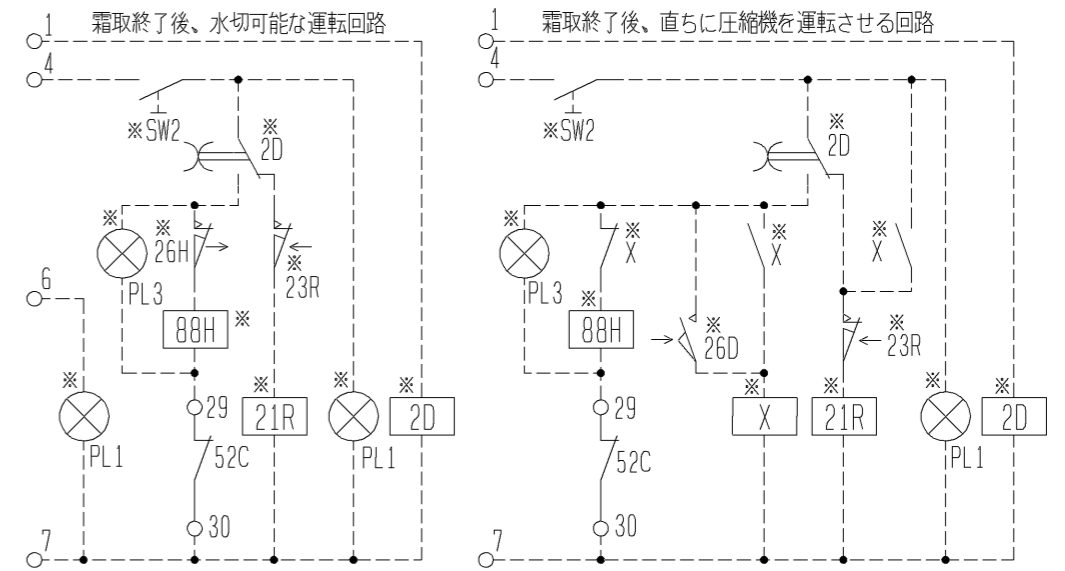 霜取終了後、水切可能な運転回路
1
4
※SW2
※
2D
※
※
26H
※
23R
PL3
6
88H
※
※
※
※
※
29
21R
2D
PL1
52C
PL1
30
7
霜取終了後、直ちに圧縮機を運転させる回路
1
4
※SW2
※
2D
※
※
X
※
X
※
X
PL3
※
88H
※
26D
※
23R
※
※
※
※
29
X
21R
2D
52C
PL1
30
7